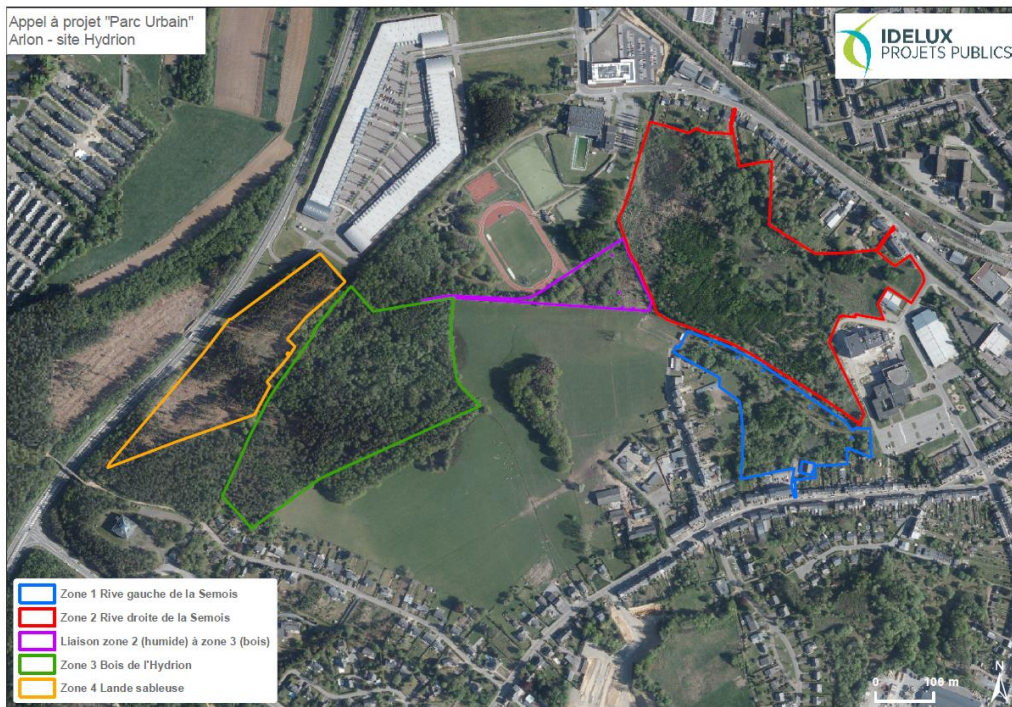 Appel à projet "Parc Urbain"
Arlon - site Hydrion
IDELUX
PROJETS PUBLICS
Zone 1 Rive gauche de la Semois
Zone 2 Rive droite de la Semois
Liaison zone 2 (humide) à zone 3 (bois)
Zone 3 Bois de l'Hydrion
Zone 4 Lande sableuse
N
0 100 m